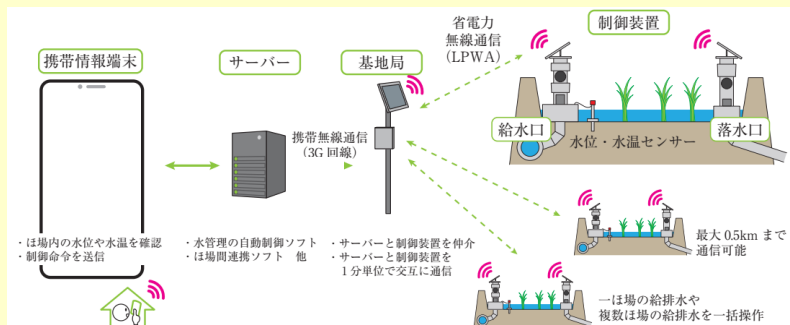 携帯情報端末
・ほ場内の水位や水温を確認
・制御命令を送信
サーバー
・水管理の自動制御ソフト
・ほ場間連携ソフト　他
携帯無線通信
（3G 回線）
基地局
・サーバーと制御装置を仲介
・サーバーと制御装置を
１分単位で交互に通信
省電力
無線通信
（LPWA）
制御装置
給水口
水位・水温センサー
落水口
最大 0.5km まで
通信可能
一ほ場の給排水や
複数ほ場の給排水を一括操作